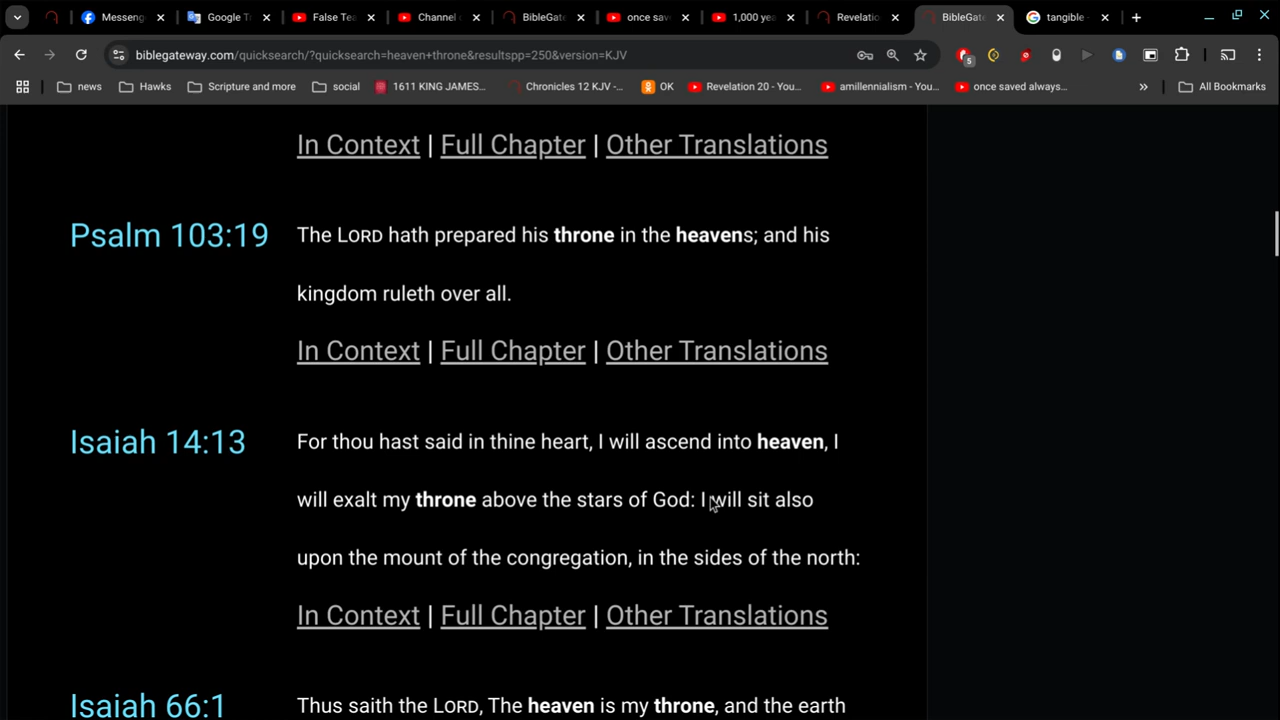 Messeng
Google T
False Tea
Channel
BibleGat
once sav
1,000 yea
Revelatio
BibleGat
tangible -
biblegateway.com/quicksearch/?quicksearch=heaven+throne&resultspp=250&version=KJV
5
news
Hawks
Scripture and more
social
1611 KING JAMES...
Chronicles 12 KJV -...
OK
Revelation 20 - You...
amillennialism - You...
once saved always...
»
All Bookmarks
In Context | Full Chapter | Other Translations
Psalm 103:19
The LORD hath prepared his throne in the heavens; and his
kingdom ruleth over all.
In Context | Full Chapter | Other Translations
Isaiah 14:13
For thou hast said in thine heart, I will ascend into heaven, I
will exalt my throne above the stars of God: I will sit also
upon the mount of the congregation, in the sides of the north:
In Context | Full Chapter | Other Translations
Isaiah 66:1
Thus saith the LORD, The heaven is my throne, and the earth